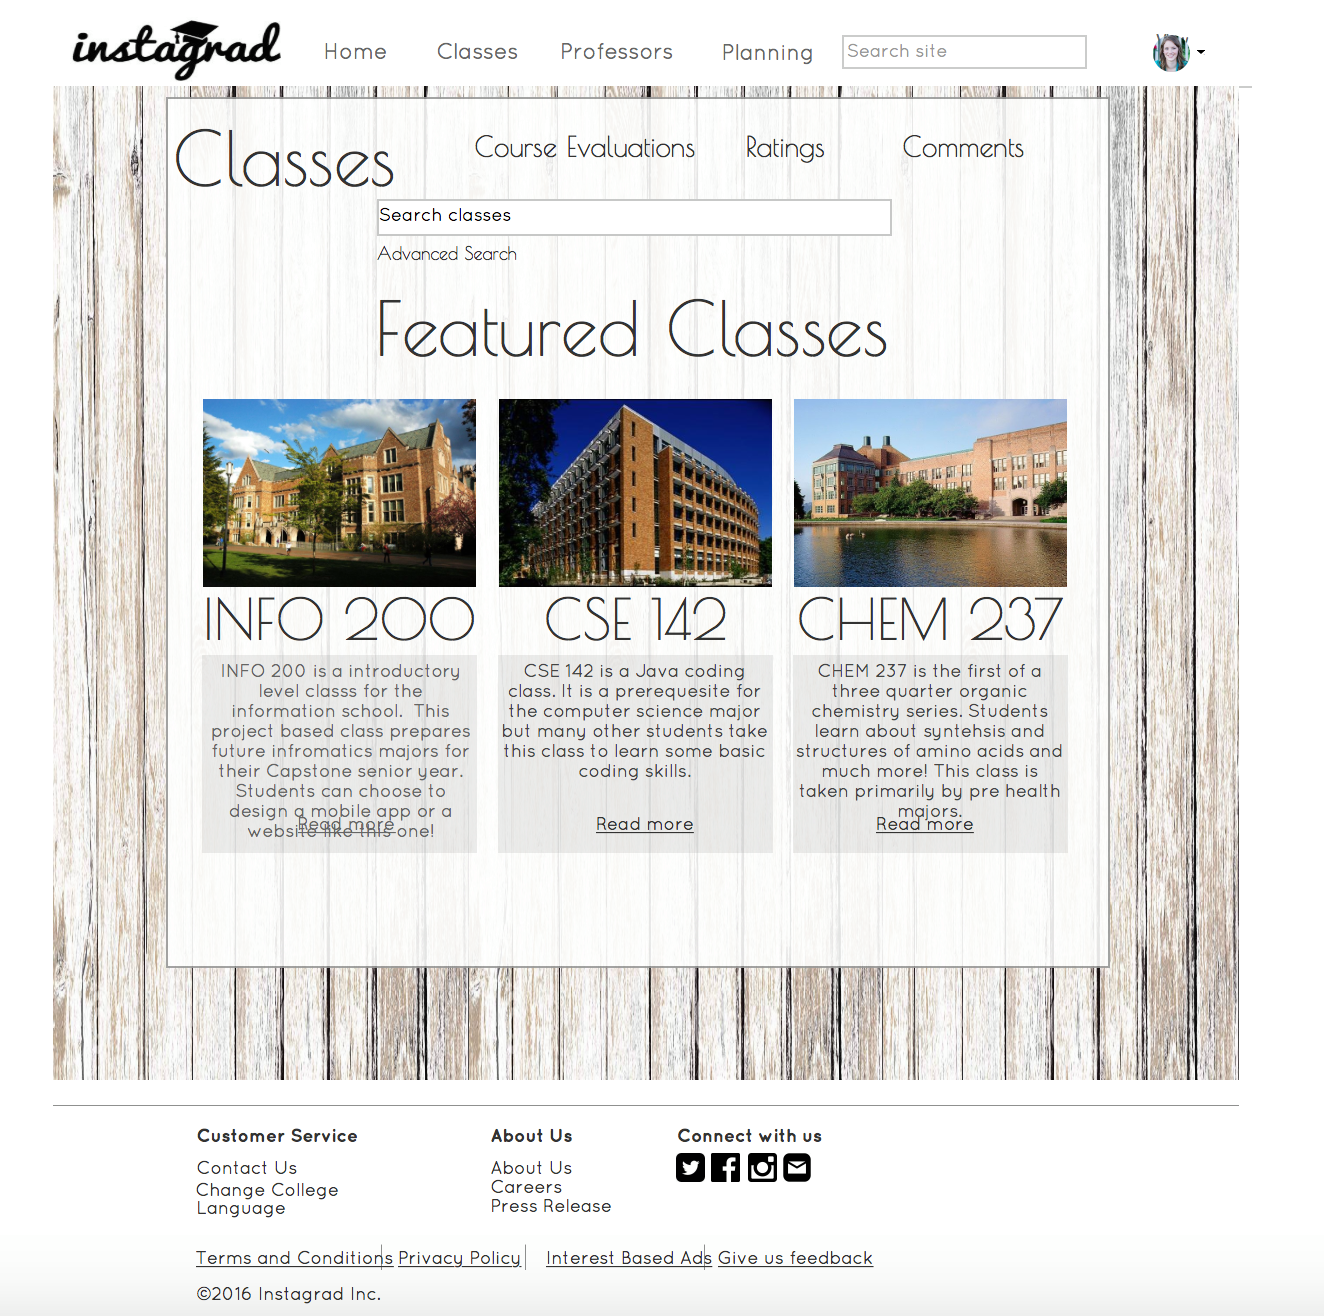 instagrad
Home Classes Professors Planning Search site
Classes
Course Evaluations Ratings Comments
Search classes
Advanced Search
Featured Classes
INFO 200
INFO 200 is a introductory
level classs for the
information school. This
project based class prepares
future infromatics majors for
their Capstone senior year.
Students can choose to
design a mobile app or a
website like this one!
Read more
CSE 142
CSE 142 is a Java coding
class. It is a prerequesite for
the computer science major
but many other students take
this class to learn some basic
coding skills.
Read more
CHEM 237
CHEM 237 is the first of a
three quarter organic
chemistry series. Students
learn about syntehsis and
structures of amino acids and
much more! This class is
taken primarily by pre health
majors.
Read more
Customer Service
Contact Us
Change College
Language
About Us
About Us
Careers
Press Release
Connect with us
Terms and Conditions Privacy Policy Interest Based Ads Give us feedback
©2016 Instagrad Inc.